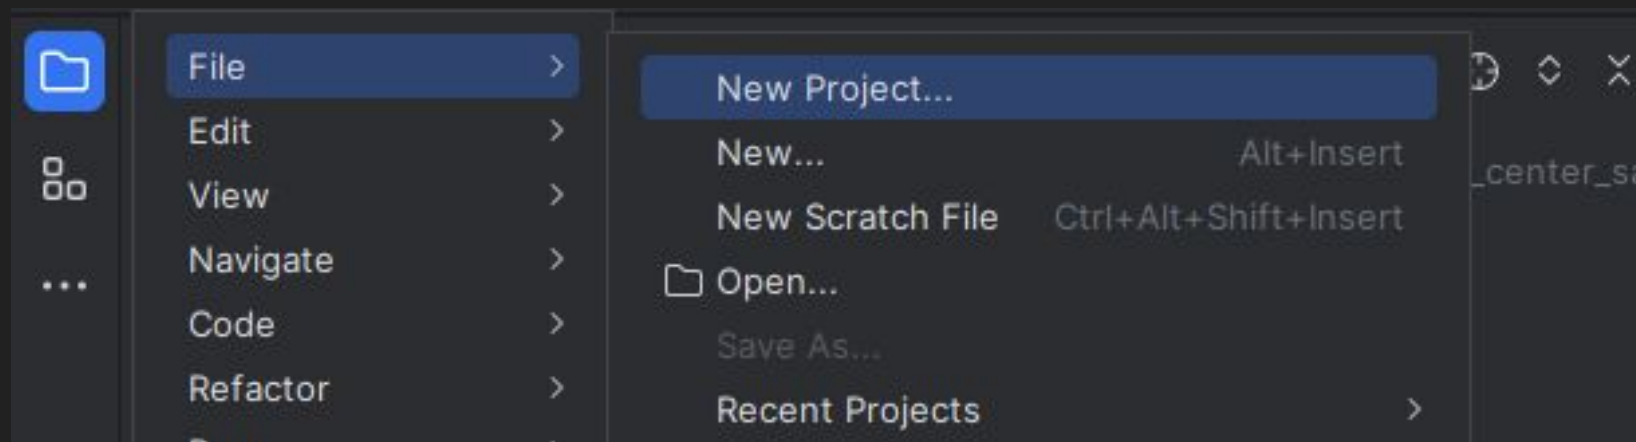 File
Edit
View
Navigate
Code
Refactor
New Project...
New... Alt+Insert
New Scratch File Ctrl+Alt+Shift+Insert
Open...
Save As...
Recent Projects